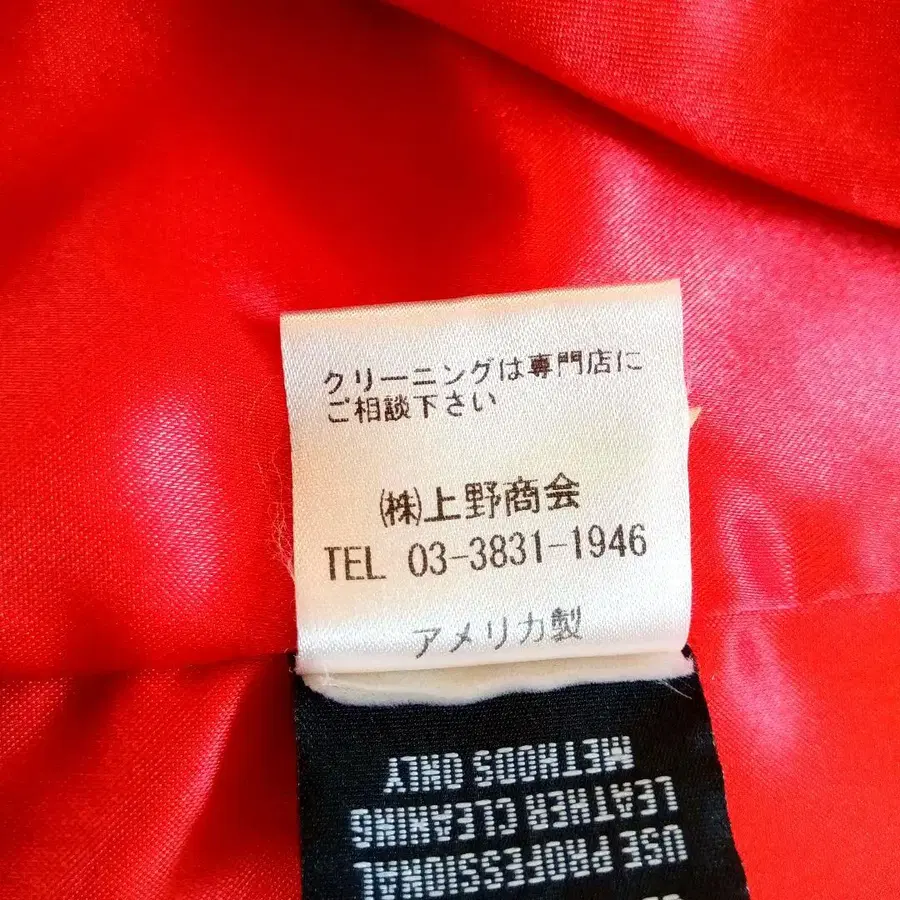 クリーニングは専門店に
ご相談下さい
㈱上野商会
TEL 03-3831-1946
アメリカ製
USE PROFESSIONAL
LEATHER CLEANING
METHODS ONLY